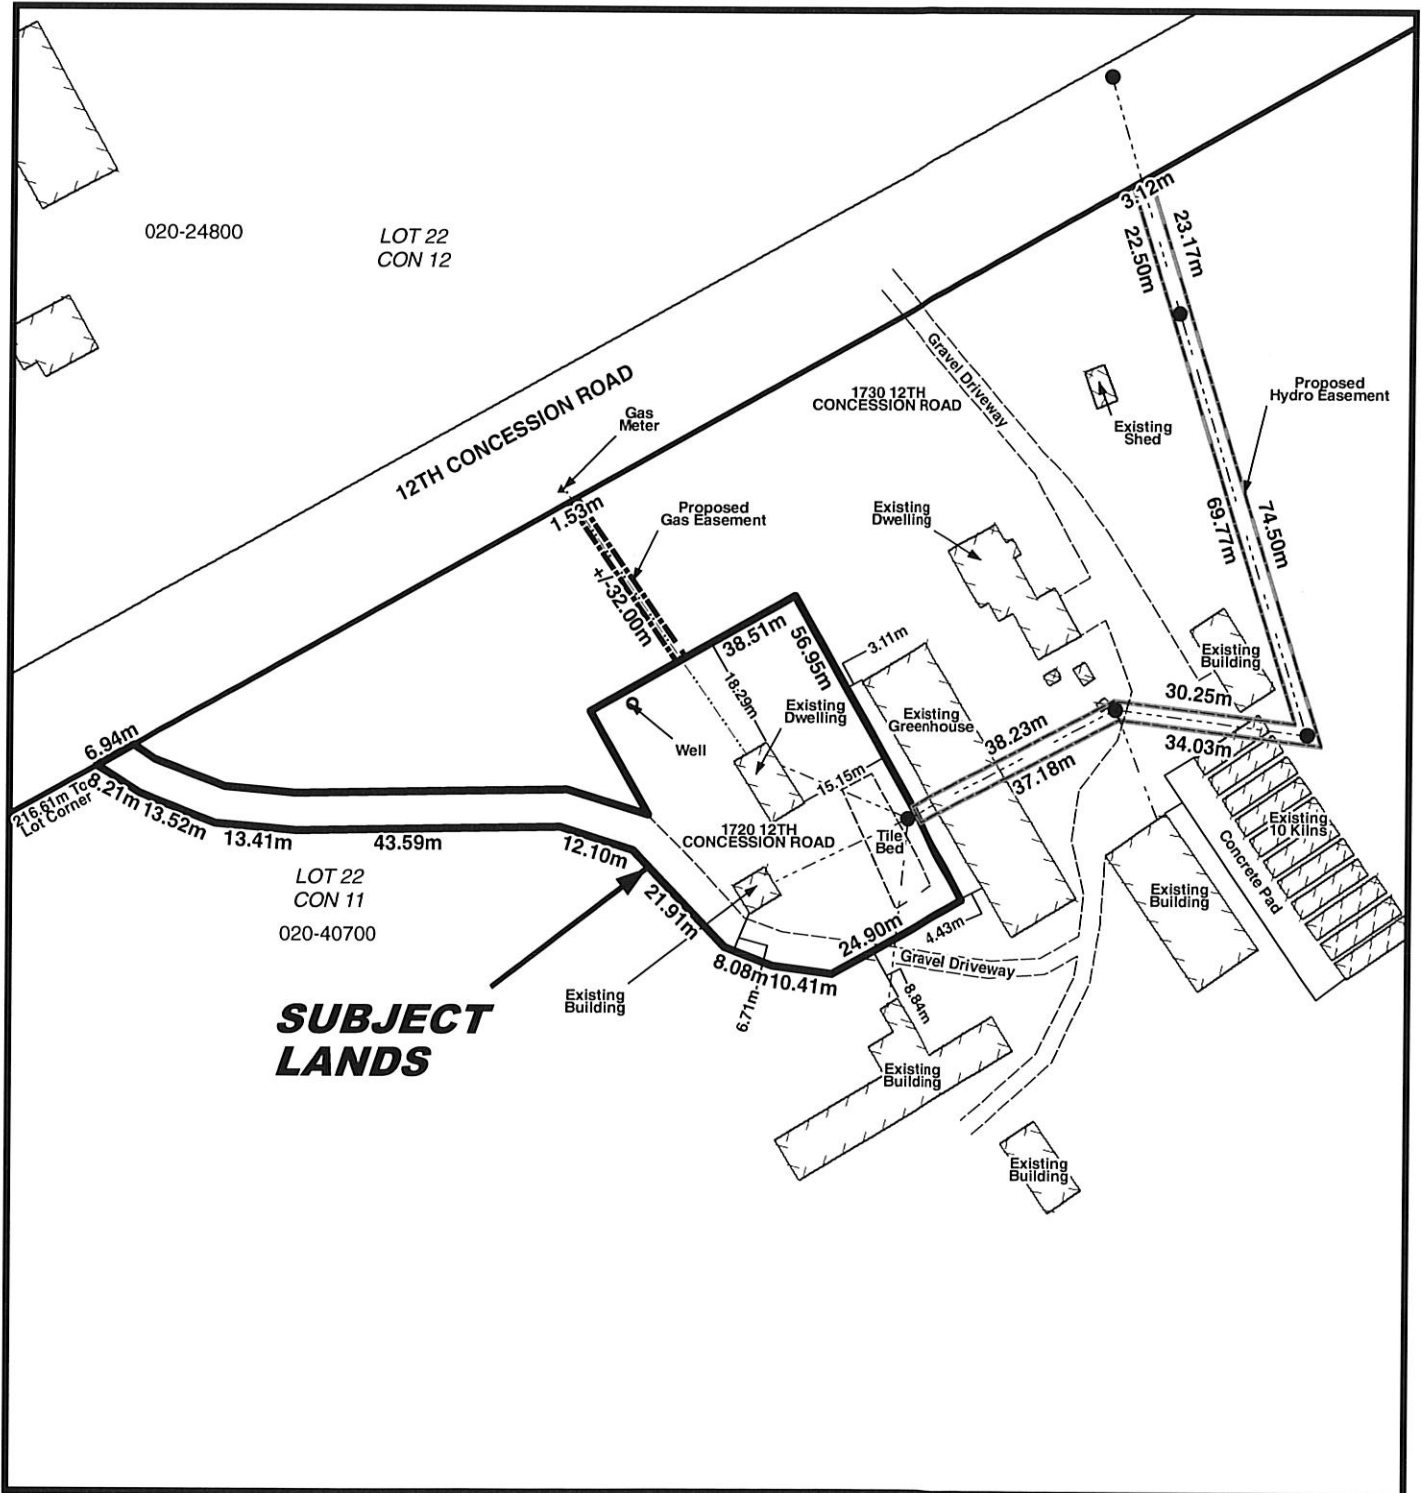 3.12m
23.17m
22.50m
020-24800
LOT 22
CON 12
12TH CONCESSION ROAD
Gas
Meter
1.53m
Proposed
Gas Easement
+/-32.00m
Gravel Driveway
1730 12TH
CONCESSION ROAD
Existing
Shed
Proposed
Hydro Easement
69.77m
74.50m
Existing
Dwelling
38.51m
56.95m
3.11m
18.29m
Existing
Dwelling
Well
15.15m
Existing
Greenhouse
Existing
Building
30.25m
34.03m
38.23m
37.18m
6.94m
216.61m To
Lot Corner
8.21m
13.52m
13.41m
43.59m
12.10m
21.91m
8.08m
10.41m
24.90m
4.43m
6.71m
8.84m
1720 12TH
CONCESSION ROAD
Tile
Bed
Existing
10 Kilns
Concrete Pad
Existing
Building
LOT 22
CON 11
020-40700
Gravel Driveway
Existing
Building
SUBJECT
LANDS
Existing
Building
Existing
Building